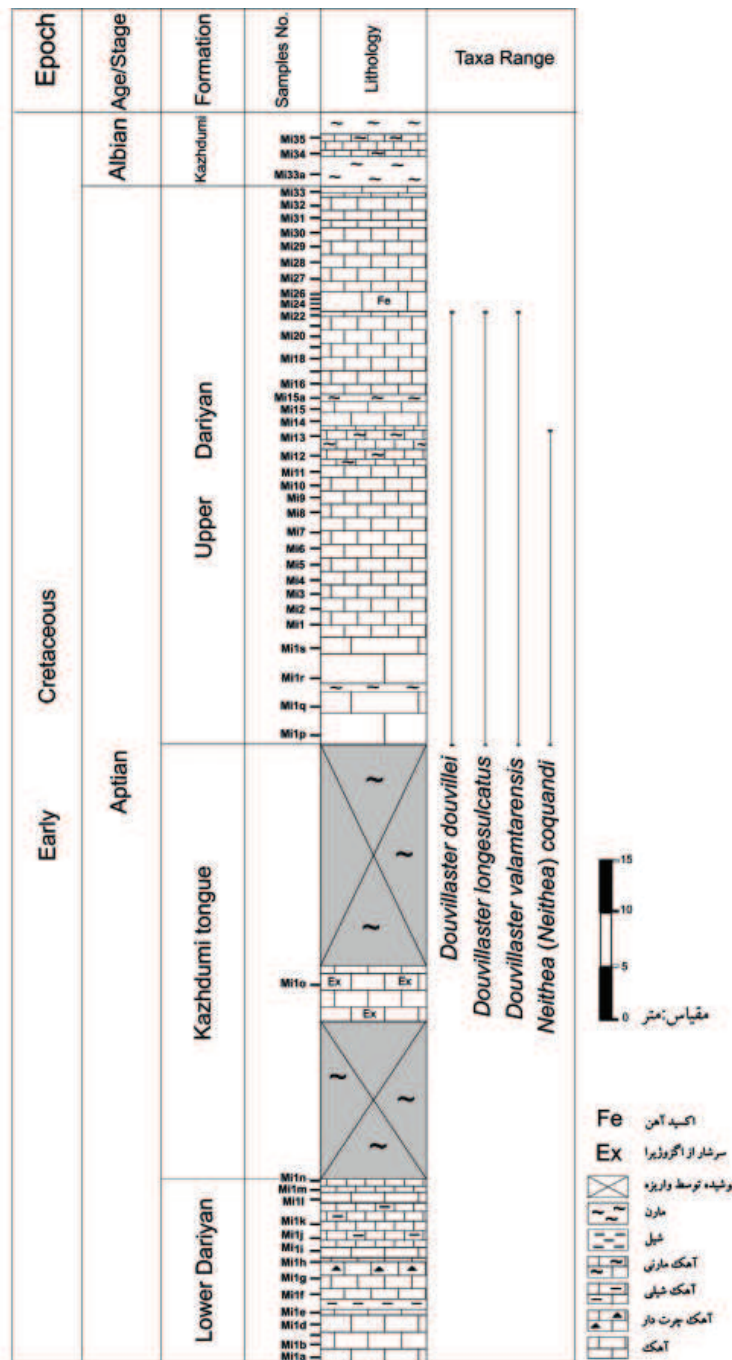 Epoch
Age/Stage
Formation
Samples No.
Lithology
Taxa Range
Early Cretaceous
Albian
Aptian
Kazhdumi
Upper Dariyan
Kazhdumi tongue
Lower Dariyan
Mi35
Mi34
Mi33a
Mi33
Mi32
Mi31
Mi30
Mi29
Mi28
Mi27
Mi26
Mi24
Mi22
Mi20
Mi18
Mi16
Mi15a
Mi15
Mi14
Mi13
Mi12
Mi11
Mi10
Mi9
Mi8
Mi7
Mi6
Mi5
Mi4
Mi3
Mi2
Mi1
Mi1s
Mi1r
Mi1q
Mi1p
Mi1o
Mi1n
Mi1m
Mi1l
Mi1k
Mi1j
Mi1i
Mi1h
Mi1g
Mi1f
Mi1e
Mi1d
Mi1b
Mi1a
Fe
Ex Ex
Ex
Douvillaster douvillei
Douvillaster longesulcatus
Douvillaster valamtarensis
Neithea (Neithea) coquandi
15
10
5
0
مقیاس:متر
Fe اکسید آهن
Ex سرشار از اگزوژیرا
پوشیده توسط واریزه
مارن
شیل
آهک مارنی
آهک شیلی
آهک چرت دار
آهک